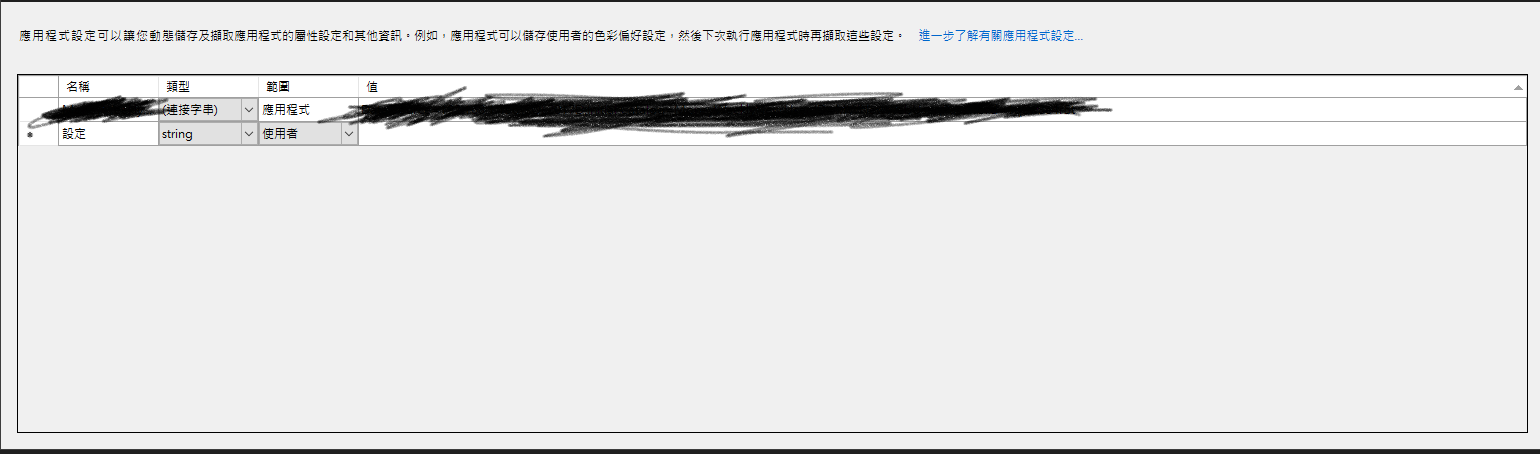 應用程式設定可以讓您動態儲存及擷取應用程式的屬性設定和其他資訊。例如，應用程式可以儲存使用者的色彩偏好設定，然後下次執行應用程式時再擷取這些設定。 進一步了解有關應用程式設定...
名稱 類型 範圍 值
(連接字串) 應用程式
* 設定 string 使用者